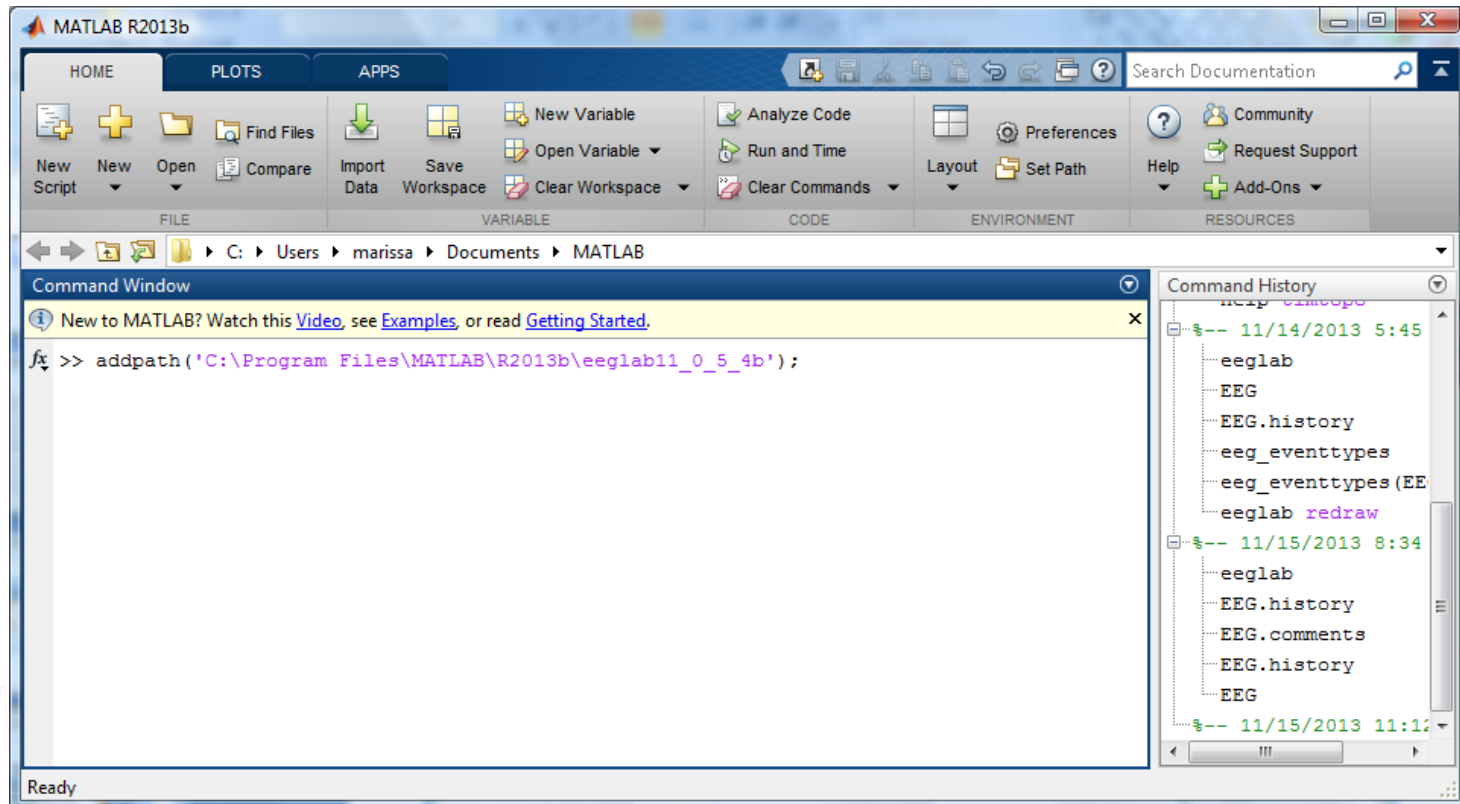 MATLAB R2013b
HOME PLOTS APPS Search Documentation
New Script
New
Open
Find Files
Compare
FILE
Import Data
Save Workspace
New Variable
Open Variable
Clear Workspace
VARIABLE
Analyze Code
Run and Time
Clear Commands
CODE
Layout
Preferences
Set Path
ENVIRONMENT
Help
Community
Request Support
Add-Ons
RESOURCES
C: Users marissa Documents MATLAB
Command Window
New to MATLAB? Watch this Video, see Examples, or read Getting Started.
fx >> addpath('C:\Program Files\MATLAB\R2013b\eeglab11_0_5_4b');
Command History
help timtopo
%-- 11/14/2013 5:45
eeglab
EEG
EEG.history
eeg_eventtypes
eeg_eventtypes(EE
eeglab redraw
%-- 11/15/2013 8:34
eeglab
EEG.history
EEG.comments
EEG.history
EEG
%-- 11/15/2013 11:12
Ready